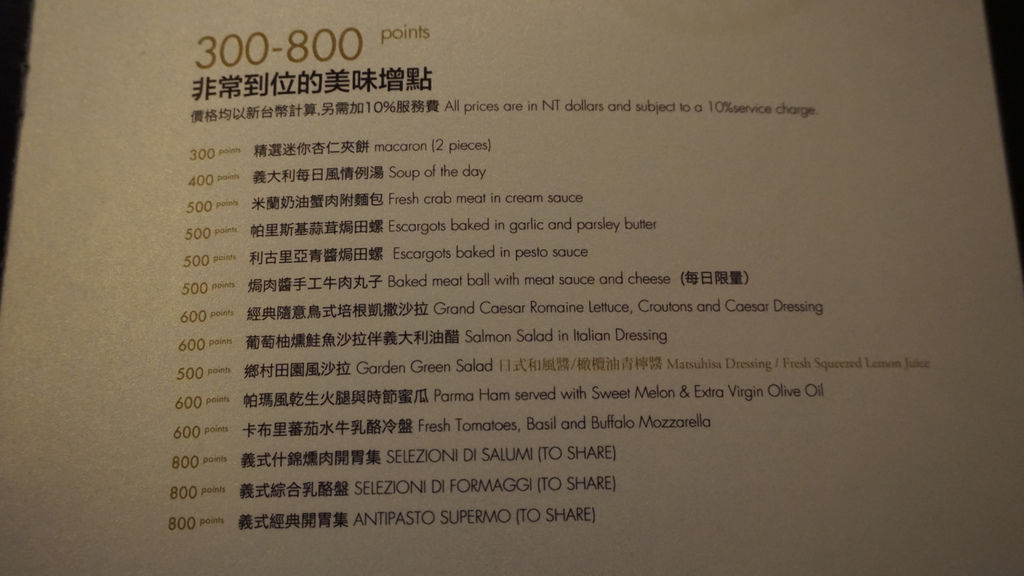 300-800 points
非常到位的美味增點
價格均以新台幣計算,另需加10%服務費 All prices are in NT dollars and subject to a 10%service charge.
300 points 精選迷你杏仁夾餅 macaron (2 pieces)
400 points 義大利每日風情例湯 Soup of the day
500 points 米蘭奶油蟹肉附麵包 Fresh crab meat in cream sauce
500 points 帕里斯基蒜茸焗田螺 Escargots baked in garlic and parsley butter
500 points 利古里亞青醬焗田螺 Escargots baked in pesto sauce
500 points 焗肉醬手工牛肉丸子 Baked meat ball with meat sauce and cheese (每日限量)
600 points 經典隨意鳥式培根凱撒沙拉 Grand Caesar Romaine Lettuce, Croutons and Caesar Dressing
600 points 葡萄柚燻鮭魚沙拉伴義大利油醋 Salmon Salad in Italian Dressing
500 points 鄉村田園風沙拉 Garden Green Salad 日式和風醬/橄欖油青檸醬 Matsuhisa Dressing / Fresh Squeezed Lemon Juice
600 points 帕瑪風乾生火腿與時節蜜瓜 Parma Ham served with Sweet Melon & Extra Virgin Olive Oil
600 points 卡布里蕃茄水牛乳酪冷盤 Fresh Tomatoes, Basil and Buffalo Mozzarella
800 points 義式什錦燻肉開胃集 SELEZIONI DI SALUMI (TO SHARE)
800 points 義式綜合乳酪盤 SELEZIONI DI FORMAGGI (TO SHARE)
800 points 義式經典開胃集 ANTIPASTO SUPERMO (TO SHARE)